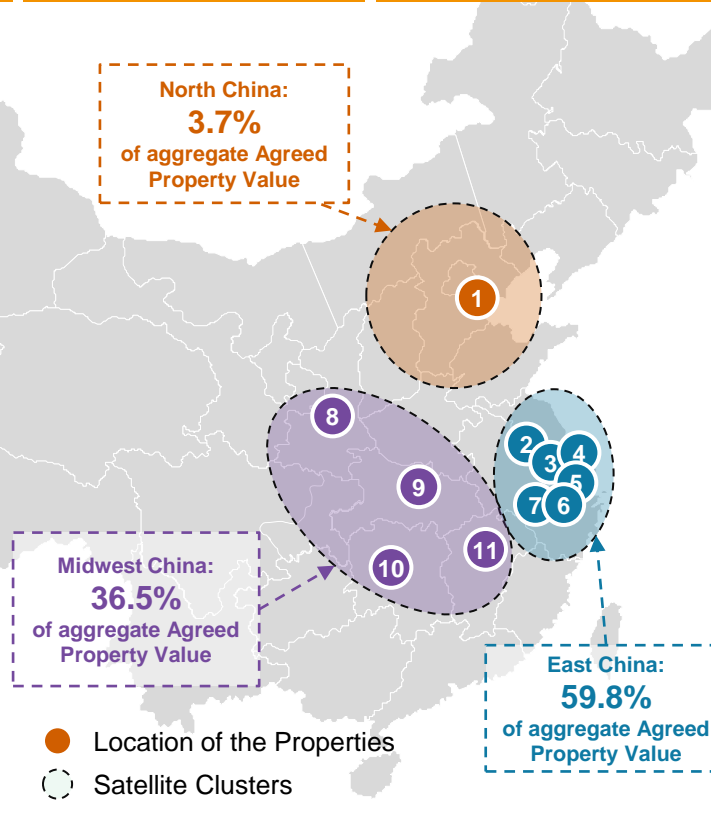 North China:
3.7%
of aggregate Agreed
Property Value
1
8
2
3
4
5
9
7
6
11
10
Midwest China:
36.5%
of aggregate Agreed
Property Value
East China:
59.8%
of aggregate Agreed
Property Value
Location of the Properties
Satellite Clusters